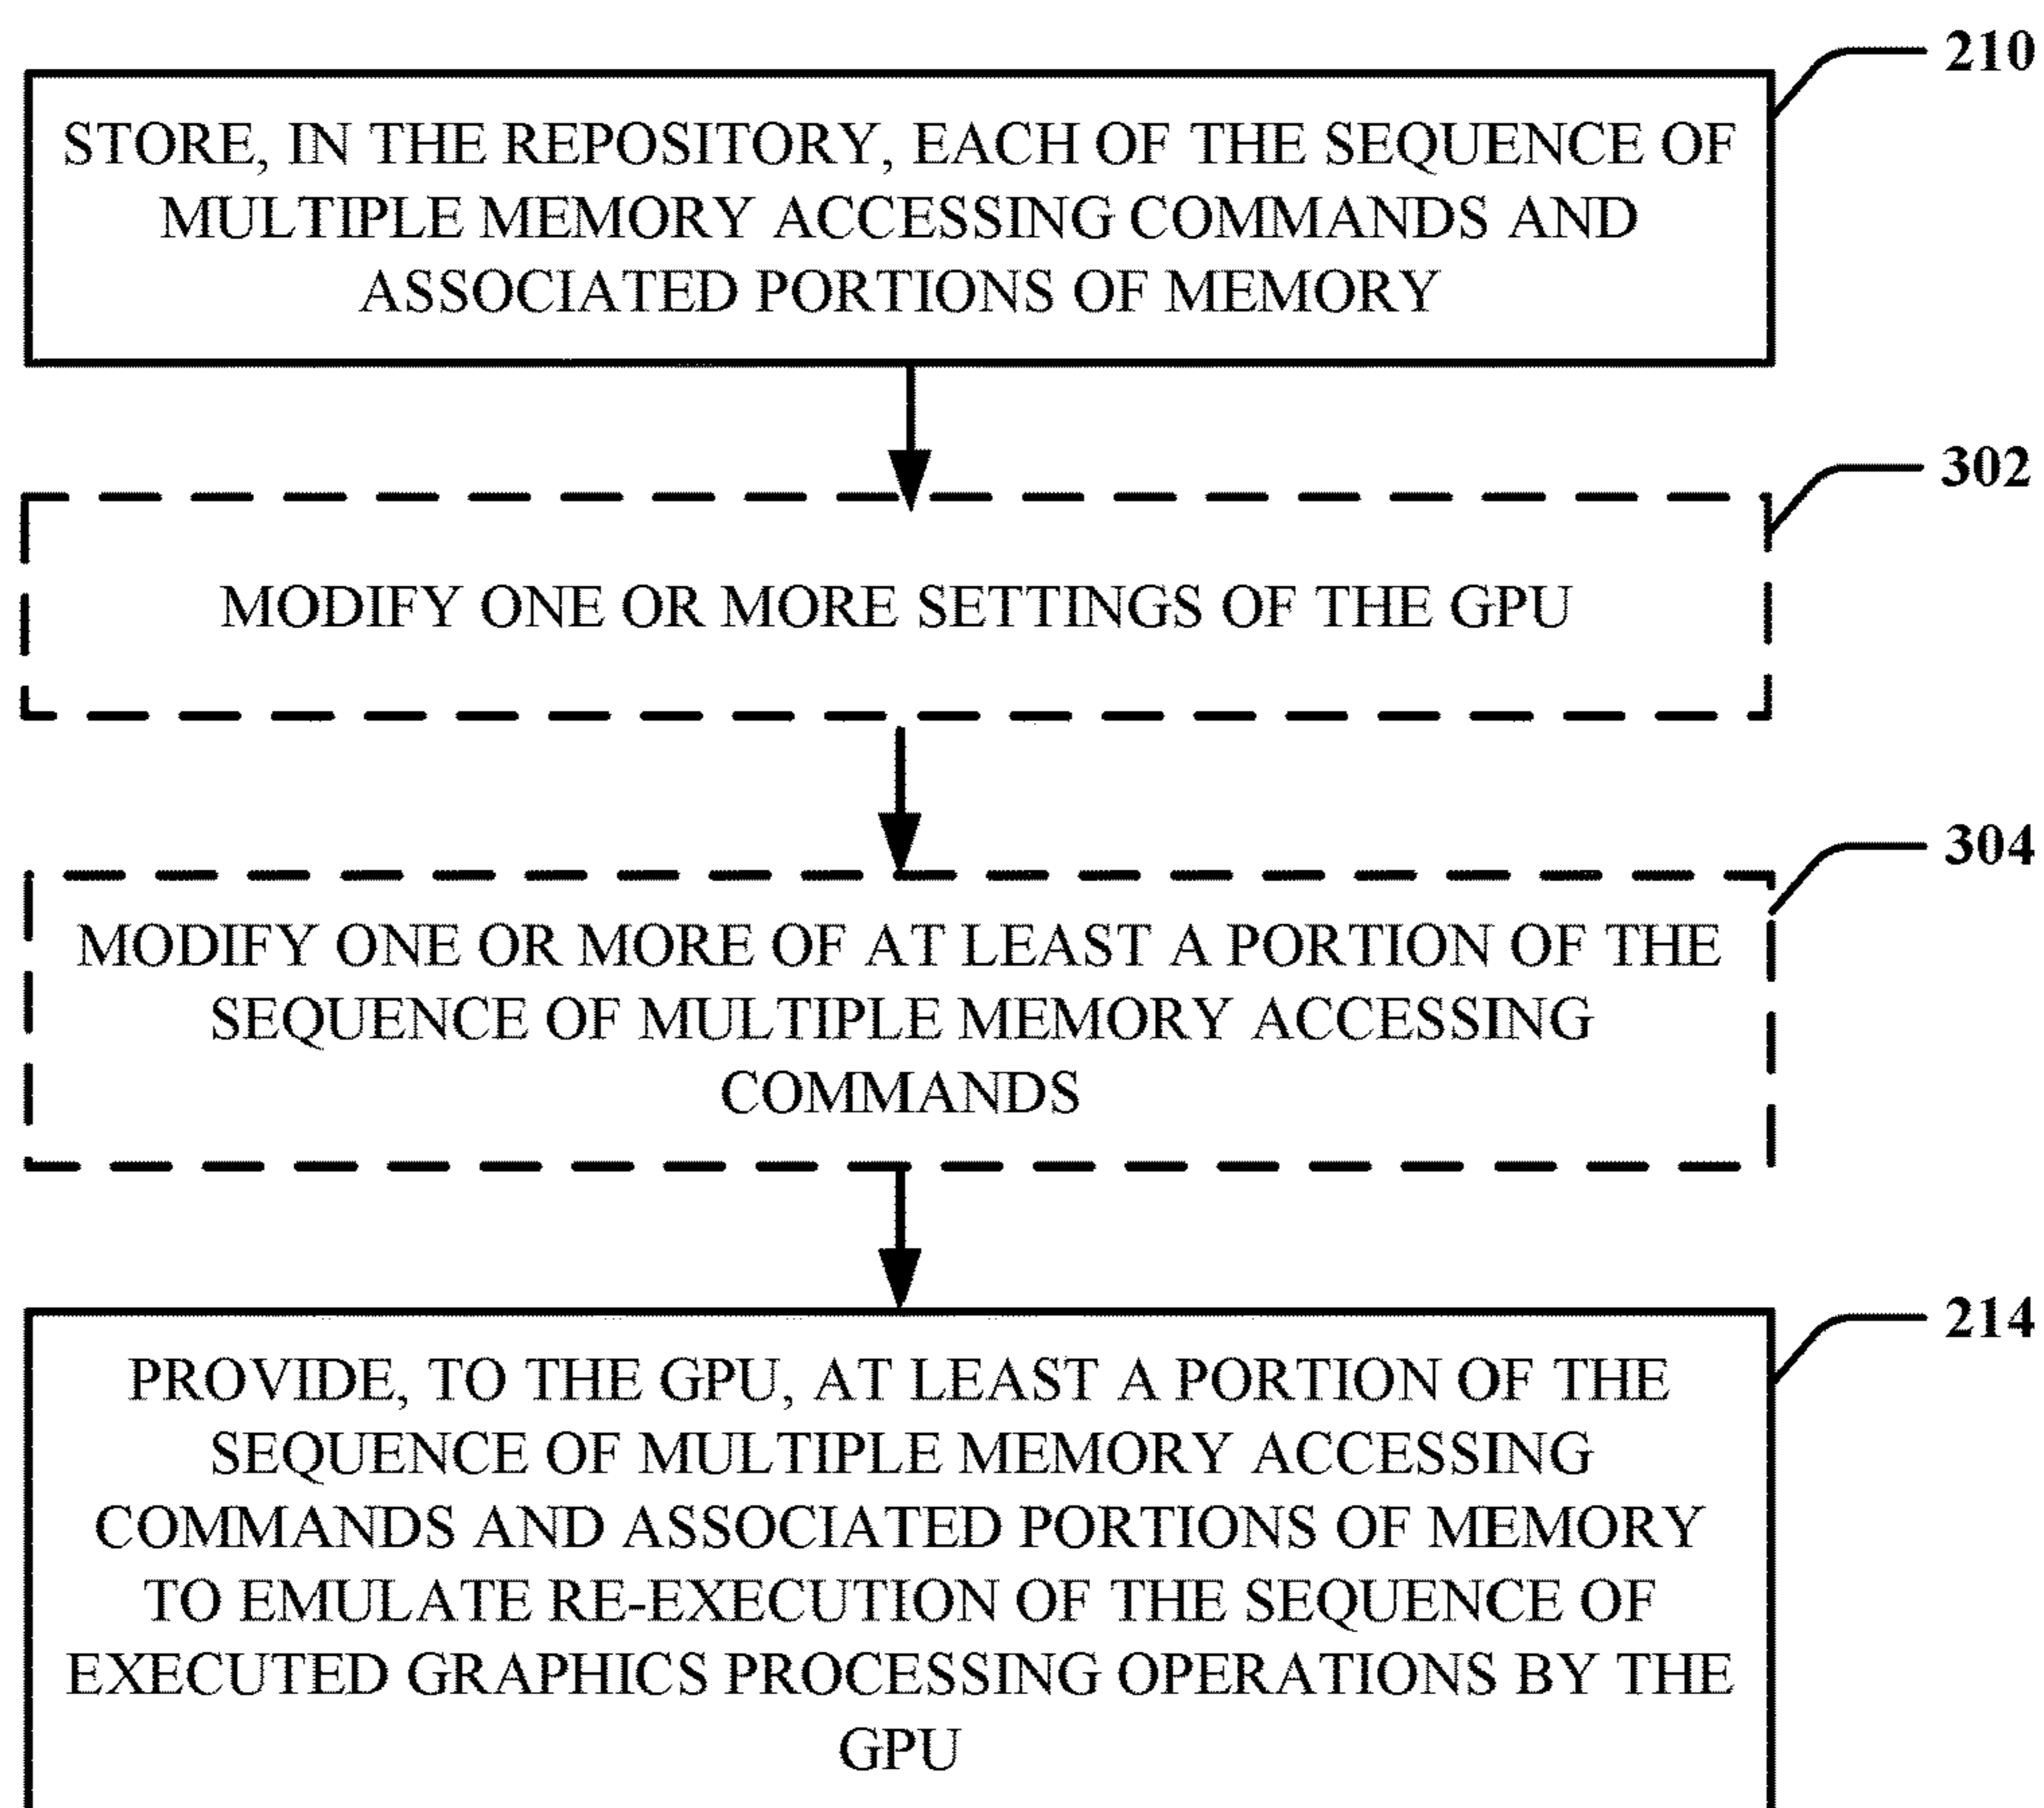 210
STORE, IN THE REPOSITORY, EACH OF THE SEQUENCE OF
MULTIPLE MEMORY ACCESSING COMMANDS AND
ASSOCIATED PORTIONS OF MEMORY
302
MODIFY ONE OR MORE SETTINGS OF THE GPU
304
MODIFY ONE OR MORE OF AT LEAST A PORTION OF THE
SEQUENCE OF MULTIPLE MEMORY ACCESSING
COMMANDS
214
PROVIDE, TO THE GPU, AT LEAST A PORTION OF THE
SEQUENCE OF MULTIPLE MEMORY ACCESSING
COMMANDS AND ASSOCIATED PORTIONS OF MEMORY
TO EMULATE RE-EXECUTION OF THE SEQUENCE OF
EXECUTED GRAPHICS PROCESSING OPERATIONS BY THE
GPU